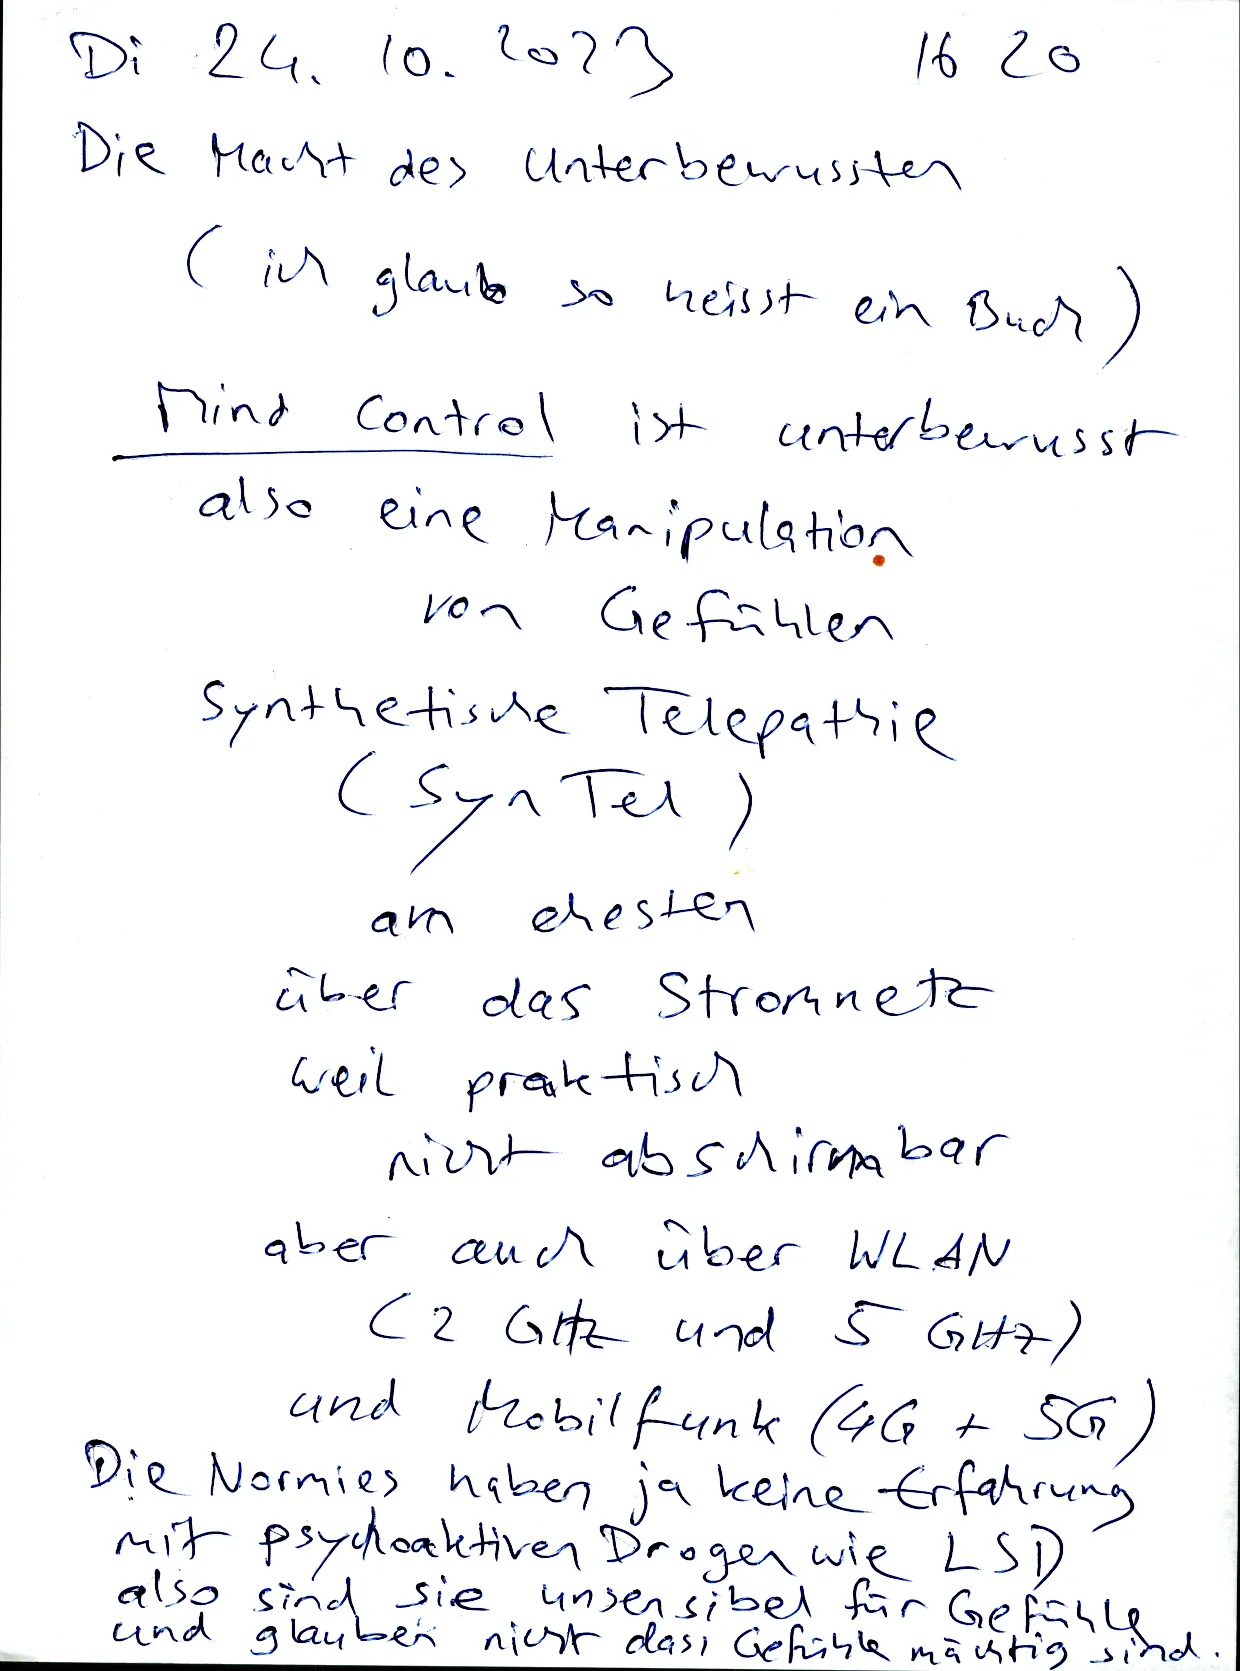 Di 24. 10. 2023 16 20
Die Macht des Unterbewussten
( ich glaub so heisst ein Buch )
Mind Control ist unterbewusst
also eine Manipulation
von Gefühlen
Synthetische Telepathie
( SynTel )
am ehesten
über das Stromnetz
weil praktisch
nicht abschirmbar
aber auch über WLAN
(2 GHz und 5 GHz)
und Mobilfunk (4G + 5G)
Die Normies haben ja keine Erfahrung
mit psychoaktiven Drogen wie LSD
also sind sie unsensibel für Gefühle
und glauben nicht dass Gefühle mächtig sind.